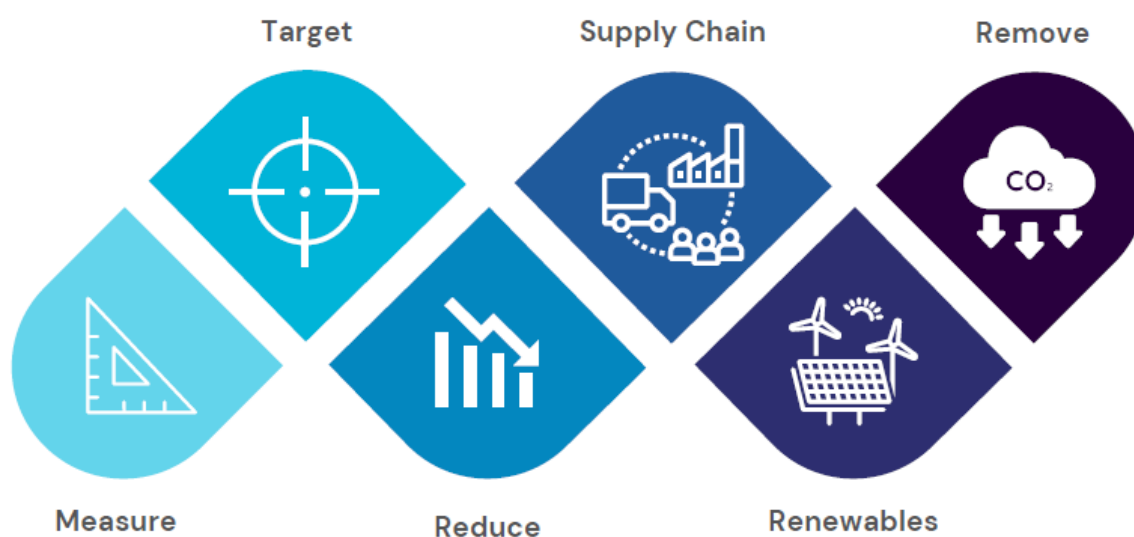 Target
Supply Chain
Remove
CO₂
Measure
Reduce
Renewables